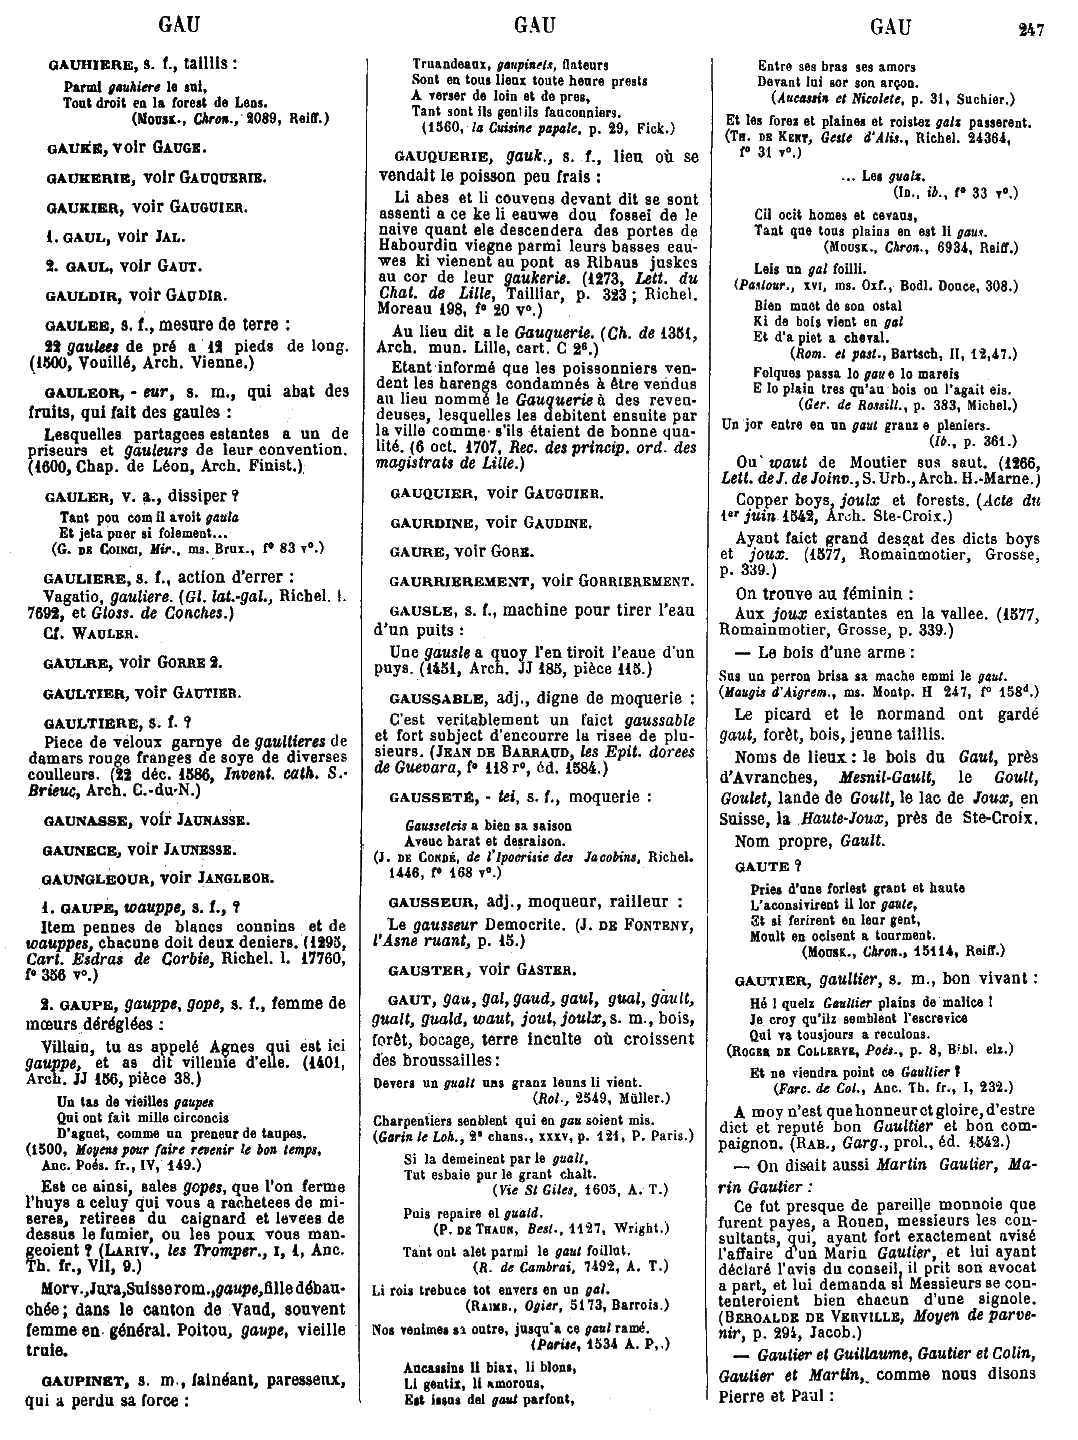 GAU
GAU
GAU
247
GAUHIERE, s. f., taillis :
Parmi gauhiere le sui,
Tout droit en la forest de Lens.
(Mousk., Chron., 2089, Reiff.)
GAUKE, voir Gauge.
GAUKERIE, voir Gauquerie.
GAUKIER, voir Gauguier.
1. GAUL, voir Jal.
2. GAUL, voir Gaut.
GAULDIR, voir Gaudir.
GAULEE, s. f., mesure de terre :
22 gaulees de pré a 12 pieds de long.
(1500, Vouillé, Arch. Vienne.)
GAULEOR, - eur, s. m., qui abat des
fruits, qui fait des gaules :
Lesquelles partagees estantes a un de
priseurs et gauleurs de leur convention.
(1600, Chap. de Léon, Arch. Finist.)
GAULER, v. a., dissiper ?
Tant pou com il avoit gaula
Et jeta puer si folement...
(G. de Coinci, Mir., ms. Brux., fº 83 vº.)
GAULIERE, s. f., action d'errer :
Vagatio, gauliere. (Gl. lat.-gal., Richel. l.
7692, et Gloss. de Conches.)
Cf. Wauler.
GAULRE, voir Gorre 2.
GAULTIER, voir Gautier.
GAULTIERE, s. f. ?
Piece de veloux garnye de gaultieres de
damars rouge franges de soye de diverses
coulleurs. (22 déc. 1586, Invent. cath. S.-
Brieuc, Arch. C.-du-N.)
GAUNASSE, voir Jaunasse.
GAUNECE, voir Jaunesse.
GAUNGLEOUR, voir Jangleor.
1. GAUPE, wauppe, s. f., ?
Item pennes de blancs connins et de
wauppes, chacune doit deux deniers. (1295,
Cart. Esdras de Corbie, Richel. l. 17760,
fº 356 vº.)
2. GAUPE, gauppe, gope, s. f., femme de
mœurs déréglées :
Villain, tu as appelé Agnes qui est ici
gauppe, et as dit villenie d'elle. (1401,
Arch. JJ 156, pièce 38.)
Un tas de vieilles gaupes
Qui ont fait mille circoncis
D'agnet, comme un preneur de taupes.
(1500, Moyens pour faire revenir le bon temps,
Anc. Poés. fr., IV, 149.)
Est ce ainsi, sales gopes, que l'on ferme
l'huys a celuy qui vous a rachetees de mi-
seres, retirees du caignard et levees de
dessus le fumier, ou les poux vous man-
geoient ? (Lariv., les Tromper., I, 1, Anc.
Th. fr., VII, 9.)
Morv., Jura, Suisse rom., gaupe, fille débau-
chée ; dans le canton de Vaud, souvent
femme en général. Poitou, gaupe, vieille
truie.
GAUPINET, s. m., fainéant, paresseux,
qui a perdu sa force :
Truandeaux, gaupinets, flateurs
Sont en tous lieux toute heure prests
A verser de loin et de pres,
Tant sont ils gentils fauconniers.
(1560, la Cuisine papale, p. 29, Fick.)
GAUQUERIE, gauk., s. f., lieu où se
vendait le poisson peu frais :
Li abes et li couvens devant dit se sont
assenti a ce ke li eauwe dou fossei de le
naive quant ele descendera des portes de
Habourdin viegne parmi leurs basses eau-
wes ki vienent au pont as Ribaus juskes
au cor de leur gaukerie. (1273, Lett. du
Chat. de Lille, Tailliar, p. 323 ; Richel.
Moreau 198, fº 20 vº.)
Au lieu dit a le Gauquerie. (Ch. de 1351,
Arch. mun. Lille, cart. C 2⁶.)
Etant informé que les poissonniers ven-
dent les harengs condamnés à être vendus
au lieu nommé le Gauquerie à des reven-
deuses, lesquelles les debitent ensuite par
la ville comme s'ils étaient de bonne qua-
lité. (6 oct. 1707, Rec. des princip. ord. des
magistrats de Lille.)
GAUQUIER, voir Gauguier.
GAURDINE, voir Gaudine.
GAURE, voir Gore.
GAURRIEREMENT, voir Gorrierement.
GAUSLE, s. f., machine pour tirer l'eau
d'un puits :
Une gausle a quoy l'en tiroit l'eaue d'un
puys. (1451, Arch. JJ 185, pièce 115.)
GAUSSABLE, adj., digne de moquerie :
C'est veritablement un faict gaussable
et fort subject d'encourre la risee de plu-
sieurs. (Jean de Barraud, les Epit. dorees
de Guevara, fº 118 rº, éd. 1584.)
GAUSSETÉ, - tei, s. f., moquerie :
Gausseteis a bien sa saison
Avenc barat et desraison.
(J. de Condé, de l'Ipocrisie des Jacobins, Richel.
1446, fº 168 vº.)
GAUSSEUR, adj., moqueur, railleur :
Le gausseur Democrite. (J. de Fonteny,
l'Asne ruant, p. 15.)
GAUSTER, voir Gaster.
GAUT, gau, gal, gaud, gaul, gual, gault,
gualt, guald, waut, jout, joulx, s. m., bois,
forêt, bocage, terre inculte où croissent
des broussailles :
Devers un gualt uns granz leuns li vient.
(Rol., 2549, Müller.)
Charpentiers senblent qui en gau soient mis.
(Garin le Loh., 2ᵉ chans., xxxv, p. 121, P. Paris.)
Si la demeinent par le gualt,
Tut esbaie pur le grant chalt.
(Vie St Giles, 1605, A. T.)
Puis repaire el guald.
(P. de Thaun, Best., 1127, Wright.)
Tant ont alet parmi le gaut foillut.
(R. de Cambrai, 7492, A. T.)
Li rois trebuce tot envers en un gal.
(Raimb., Ogier, 5173, Barrois.)
Nos venimes si outre, jusqu'a ce gaul ramé.
(Parise, 1534 A. P.,)
Aucassins li biax, li blons,
Li gentix, li amorous,
Est issus del gaut parfont,
Entre ses bras ses amors
Devant lui sor son arçon.
(Aucassin et Nicolete, p. 31, Suchier.)
Et les forez et plaines et roistez galz passerent.
(Th. de Kent, Geste d'Alis., Richel. 24364,
fº 31 vº.)
... Les gualz.
(Id., ib., fº 33 vº.)
Cil ocit homes et cevaus,
Tant que tous plains en est li gaus.
(Mousk., Chron., 6934, Reiff.)
Leis un gal foilli.
(Pastour., xvi, ms. Oxf., Bodl. Douce, 308.)
Bien muet de son ostal
Ki de bois vient en gal
Et d'a piet a cheval.
(Rom. et past., Bartsch, II, 12,47.)
Folques passa lo gau e lo mareis
E lo plain tres qu'au bois ou l'agait eis.
(Ger. de Rossill., p. 383, Michel.)
Un jor entre en un gaut granz e pleniers.
(Ib., p. 361.)
Ou waut de Moutier sus saut. (1266,
Lett. de J. de Joinv., S. Urb., Arch. H.-Marne.)
Copper boys, joulx et forests. (Acte du
1ᵉʳ juin 1542, Arch. Ste-Croix.)
Ayant faict grand desgat des dicts boys
et joux. (1577, Romainmotier, Grosse,
p. 339.)
On trouve au féminin :
Aux joux existantes en la vallee. (1577,
Romainmotier, Grosse, p. 339.)
— Le bois d'une arme :
Sus un perron brisa sa mache emmi le gaut.
(Maugis d'Aigrem., ms. Montp. H 247, fº 158ᵈ.)
Le picard et le normand ont gardé
gaut, forêt, bois, jeune taillis.
Noms de lieux : le bois du Gaut, près
d'Avranches, Mesnil-Gault, le Goult,
Goulet, lande de Goult, le lac de Joux, en
Suisse, la Haute-Joux, près de Ste-Croix.
Nom propre, Gault.
GAUTE ?
Pries d'une foriest grant et haute
L'aconsivirent il lor gaute,
Et si ferirent en leur gent,
Moult en ocisent a tourment.
(Mousk., Chron., 15114, Reiff.)
GAUTIER, gaultier, s. m., bon vivant :
Hé ! quelz Gaultier plains de malice !
Je croy qu'ilz semblent l'escrevice
Qui va tousjours a reculons.
(Roger de Collerye, Poés., p. 8, Bibl. elz.)
Et ne viendra point ce Gaultier ?
(Farc. de Col., Anc. Th. fr., I, 232.)
A moy n'est que honneur et gloire, d'estre
dict et reputé bon Gaultier et bon com-
paignon. (Rab., Garg., prol., éd. 1542.)
— On disait aussi Martin Gautier, Ma-
rin Gautier :
Ce fut presque de pareille monnoie que
furent payes, a Rouen, messieurs les con-
sultants, qui, ayant fort exactement avisé
l'affaire d'un Marin Gautier, et lui ayant
déclaré l'avis du conseil, il prit son avocat
a part, et lui demanda si Messieurs se con-
tenteroient bien chacun d'une signole.
(Beroalde de Verville, Moyen de parve-
nir, p. 294, Jacob.)
— Gautier et Guillaume, Gautier et Colin,
Gautier et Martin, comme nous disons
Pierre et Paul :